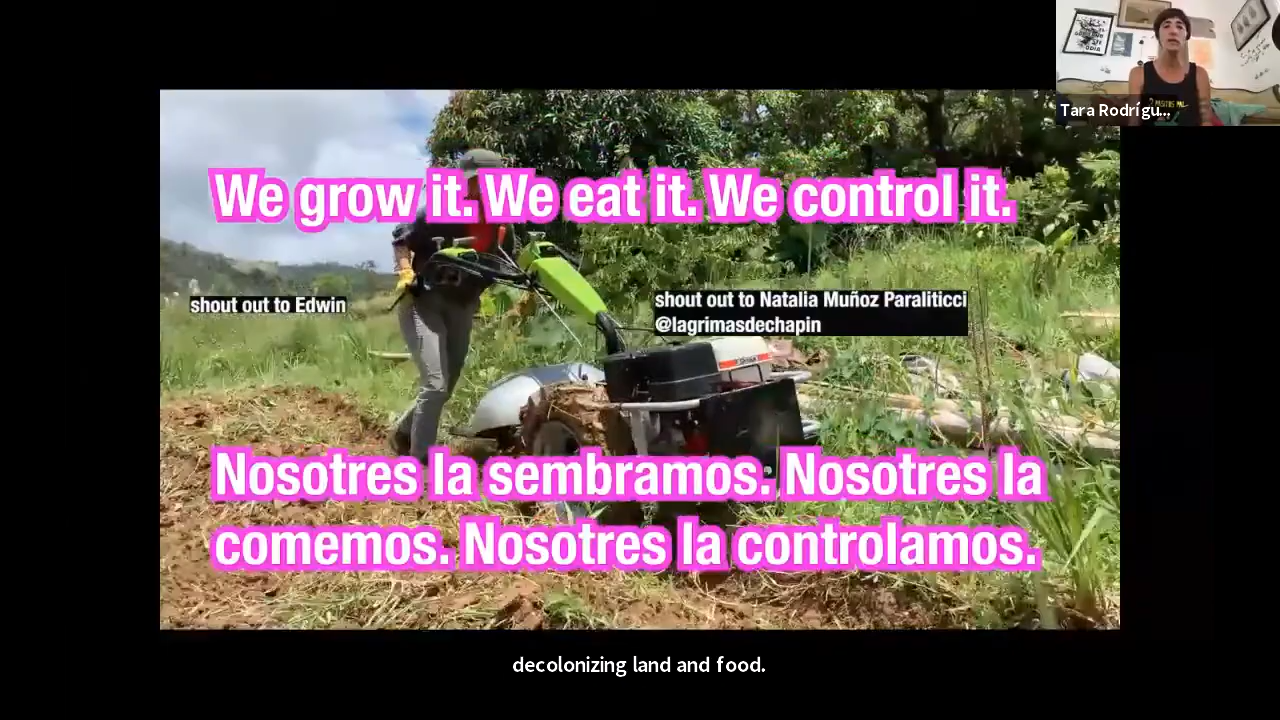 Tara Rodrígu...
We grow it. We eat it. We control it.
shout out to Edwin
shout out to Natalia Muñoz Paraliticci
@lagrimasdechapin
Nosotres la sembramos. Nosotres la
comemos. Nosotres la controlamos.
decolonizing land and food.